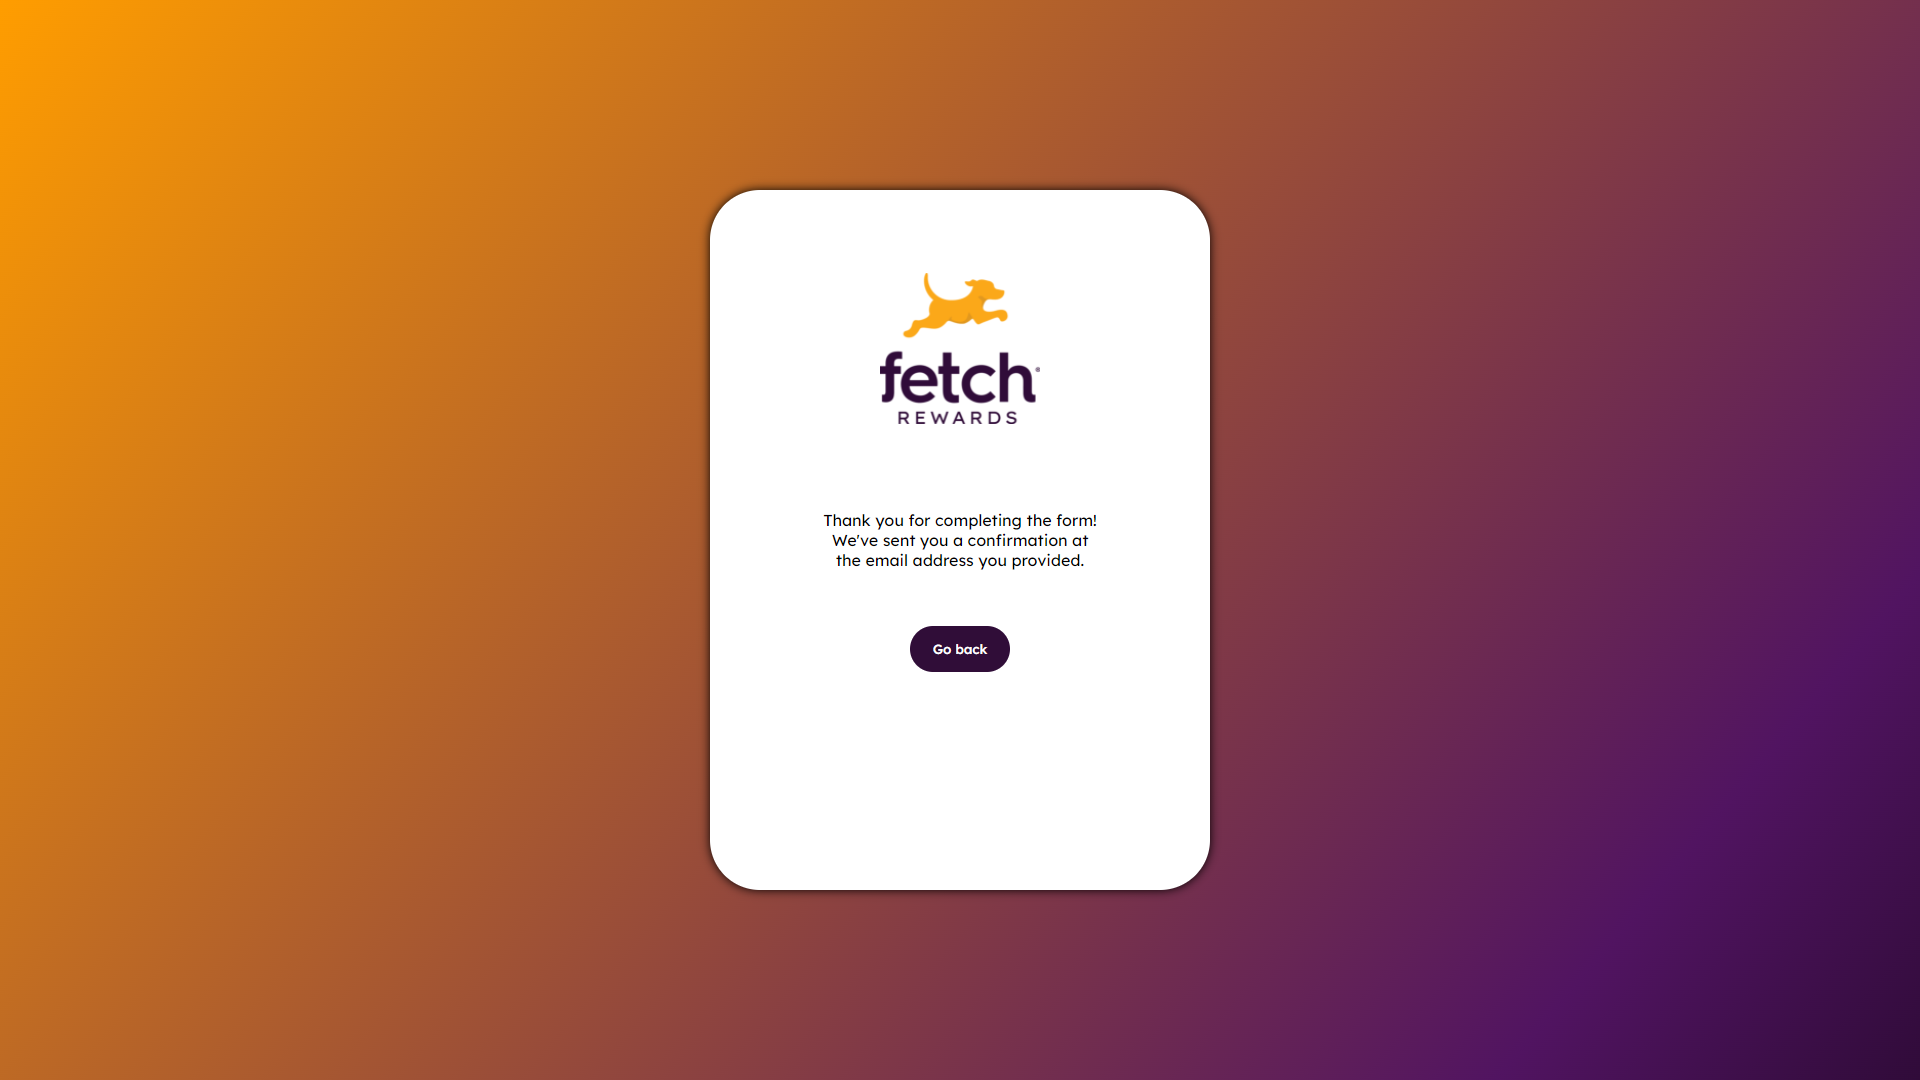 fetch
REWARDS
Thank you for completing the form!
We've sent you a confirmation at
the email address you provided.
Go back